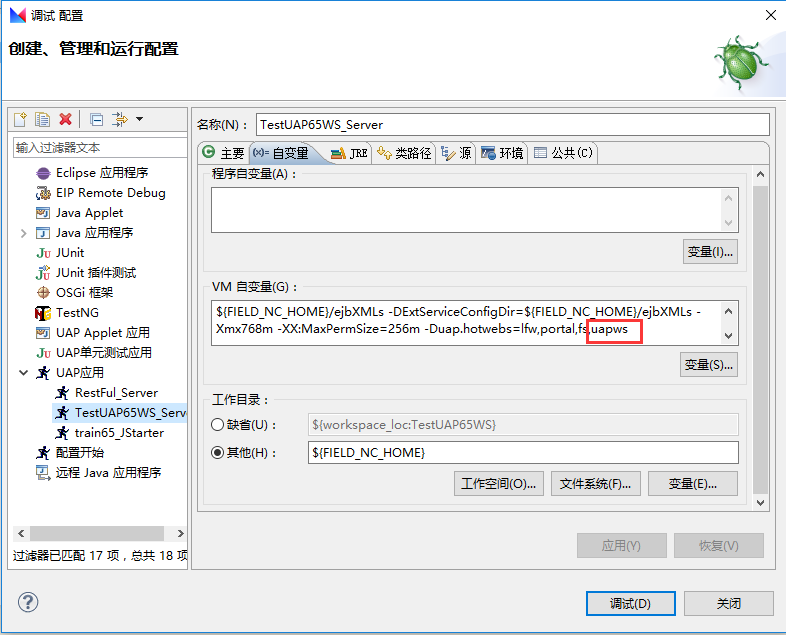 调试 配置
创建、管理和运行配置
输入过滤器文本
Eclipse 应用程序
EIP Remote Debug
Java Applet
Java 应用程序
JUnit
JUnit 插件测试
OSGi 框架
TestNG
UAP Applet 应用
UAP单元测试应用
UAP应用
RestFul_Server
TestUAP65WS_Serv
train65_JStarter
配置开始
远程 Java 应用程序
过滤器已匹配 17 项，总共 18 项
名称(N)： TestUAP65WS_Server
主要 (x)= 自变量 JRE 类路径 源 环境 公共(C)
程序自变量(A)：
变量(I)...
VM 自变量(G)：
${FIELD_NC_HOME}/ejbXMLs -DExtServiceConfigDir=${FIELD_NC_HOME}/ejbXMLs -
Xmx768m -XX:MaxPermSize=256m -Duap.hotwebs=lfw,portal,fs,uapws
变量(S)...
工作目录：
缺省(U)： ${workspace_loc:TestUAP65WS}
其他(H)： ${FIELD_NC_HOME}
工作空间(O)... 文件系统(F)... 变量(E)...
应用(Y) 恢复(V)
调试(D) 关闭